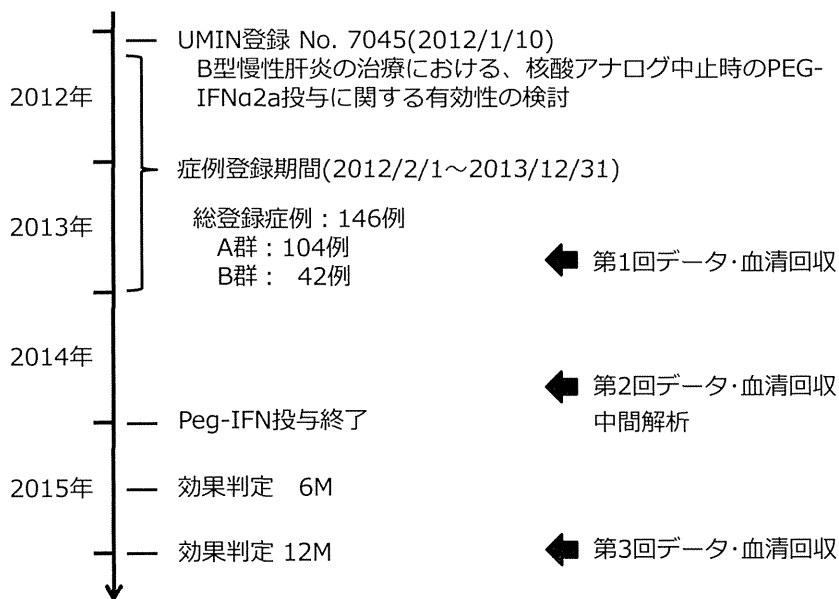 UMIN登録 No. 7045(2012/1/10)
B型慢性肝炎の治療における、核酸アナログ中止時のPEG-
IFNα2a投与に関する有効性の検討
2012年
症例登録期間(2012/2/1～2013/12/31)
2013年
総登録症例：146例
A群：104例
B群： 42例
第1回データ･血清回収
2014年
第2回データ･血清回収
中間解析
Peg-IFN投与終了
2015年
効果判定 6M
効果判定 12M
第3回データ･血清回収